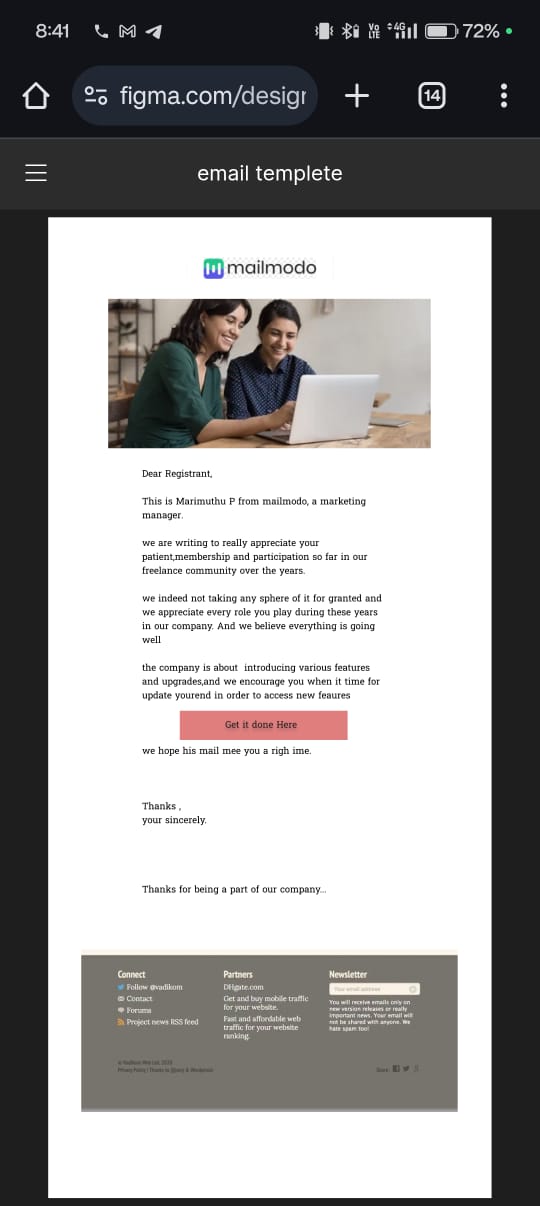 8:41
Vo
LTE
4G
72%
figma.com/design
14
email templete
mailmodo
Dear Registrant,
This is Marimuthu P from mailmodo, a marketing
manager.
we are writing to really appreciate your
patient,membership and participation so far in our
freelance community over the years.
we indeed not taking any sphere of it for granted and
we appreciate every role you play during these years
in our company. And we believe everything is going
well
the company is about  introducing various features
and upgrades,and we encourage you when it time for
update yourend in order to access new feaures
Get it done Here
we hope his mail mee you a righ ime.
Thanks ,
your sincerely.
Thanks for being a part of our company...
Connect
Follow @vadikom
Contact
Forums
Project news RSS feed
Partners
DHgate.com
Get and buy mobile traffic
for your website.
Fast and affordable web
traffic for your website
ranking.
Newsletter
Your email address
You will receive emails only on
new version releases or really
important news. Your email will
not be shared with anyone. We
hate spam too!
© Vadikom Web Ltd, 2020
Privacy Policy | Thanks to jQuery & Wordpress
Share: